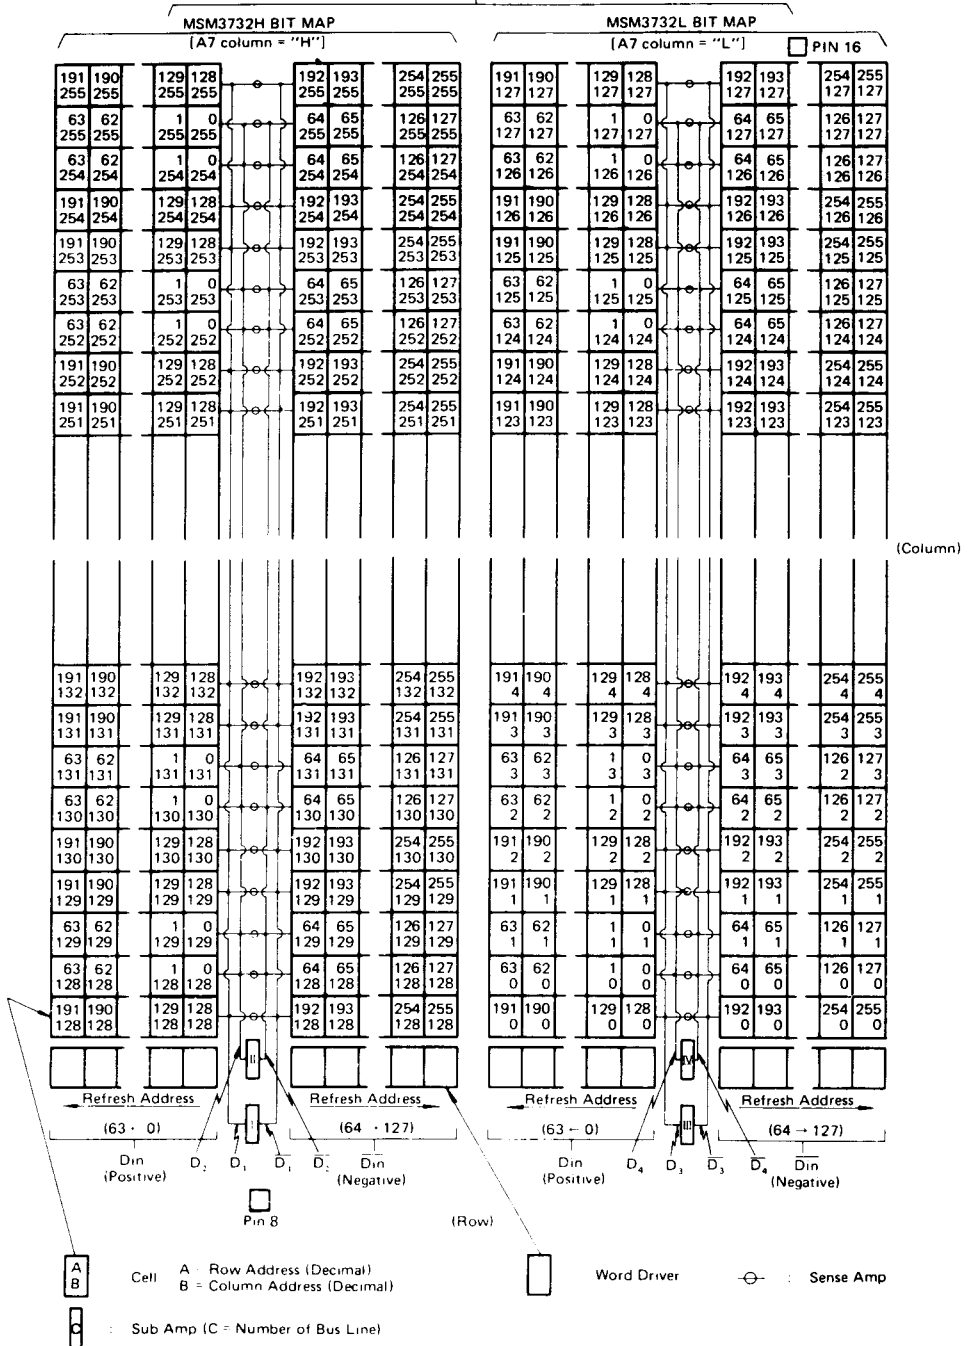 MSM3732H BIT MAP MSM3732L BIT MAP
[A7 column = "H"] [A7 column = "L"] PIN 16
191 190 129 128 192 193 254 255 191 190 129 128 192 193 254 255
255 255 255 255 255 255 255 255 127 127 127 127 127 127 127 127
63 62 1 0 64 65 126 127 63 62 1 0 64 65 126 127
255 255 255 255 255 255 255 255 127 127 127 127 127 127 127 127
63 62 1 0 64 65 126 127 63 62 1 0 64 65 126 127
254 254 254 254 254 254 254 254 126 126 126 126 126 126 126 126
191 190 129 128 192 193 254 255 191 190 129 128 192 193 254 255
254 254 254 254 254 254 254 254 126 126 126 126 126 126 126 126
191 190 129 128 192 193 254 255 191 190 129 128 192 193 254 255
253 253 253 253 253 253 253 253 125 125 125 125 125 125 125 125
63 62 1 0 64 65 126 127 63 62 1 0 64 65 126 127
253 253 253 253 253 253 253 253 125 125 125 125 125 125 125 125
63 62 1 0 64 65 126 127 63 62 1 0 64 65 126 127
252 252 252 252 252 252 252 252 124 124 124 124 124 124 124 124
191 190 129 128 192 193 254 255 191 190 129 128 192 193 254 255
252 252 252 252 252 252 252 252 124 124 124 124 124 124 124 124
191 190 129 128 192 193 254 255 191 190 129 128 192 193 254 255
251 251 251 251 251 251 251 251 123 123 123 123 123 123 123 123
(Column)
191 190 129 128 192 193 254 255 191 190 129 128 192 193 254 255
132 132 132 132 132 132 132 132 4 4 4 4 4 4 4 4
191 190 129 128 192 193 254 255 191 190 129 128 192 193 254 255
131 131 131 131 131 131 131 131 3 3 3 3 3 3 3 3
63 62 1 0 64 65 126 127 63 62 1 0 64 65 126 127
131 131 131 131 131 131 131 131 3 3 3 3 3 3 2 3
63 62 1 0 64 65 126 127 63 62 1 0 64 65 126 127
130 130 130 130 130 130 130 130 2 2 2 2 2 2 2 2
191 190 129 128 192 193 254 255 191 190 129 128 192 193 254 255
130 130 130 130 130 130 130 130 2 2 2 2 2 2 2 2
191 190 129 128 192 193 254 255 191 190 129 128 192 193 254 255
129 129 129 129 129 129 129 129 1 1 1 1 1 1 1 1
63 62 1 0 64 65 126 127 63 62 1 0 64 65 126 127
129 129 129 129 129 129 129 129 1 1 1 1 1 1 1 1
63 62 1 0 64 65 126 127 63 62 1 0 64 65 126 127
128 128 128 128 128 128 128 128 0 0 0 0 0 0 0 0
191 190 129 128 192 193 254 255 191 190 129 128 192 193 254 255
128 128 128 128 128 128 128 128 0 0 0 0 0 0 0 0
II IV
Refresh Address Refresh Address Refresh Address Refresh Address
(63 · 0) I (64 · 127) (63 ← 0) III (64 → 127)
Din D₂ D₁ D̅₁ D̅₂ D̅i̅n̅ Din D₄ D₃ D̅₃ D̅₄ D̅i̅n̅
(Positive) (Negative) (Positive) (Negative)
Pin 8 (Row)
A
B
Cell A · Row Address (Decimal)
B = Column Address (Decimal)
Word Driver : Sense Amp
C : Sub Amp (C = Number of Bus Line)